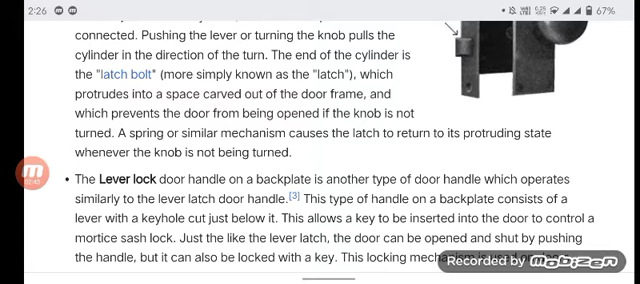 2:26
67%
connected. Pushing the lever or turning the knob pulls the
cylinder in the direction of the turn. The end of the cylinder is
the "latch bolt" (more simply known as the "latch"), which
protrudes into a space carved out of the door frame, and
which prevents the door from being opened if the knob is not
turned. A spring or similar mechanism causes the latch to return to its protruding state
whenever the knob is not being turned.
02:45
• The Lever lock door handle on a backplate is another type of door handle which operates
similarly to the lever latch door handle.[3] This type of handle on a backplate consists of a
lever with a keyhole cut just below it. This allows a key to be inserted into the door to control a
mortice sash lock. Just the like the lever latch, the door can be opened and shut by pushing
the handle, but it can also be locked with a key. This locking mechanism is used
Recorded by mobizen